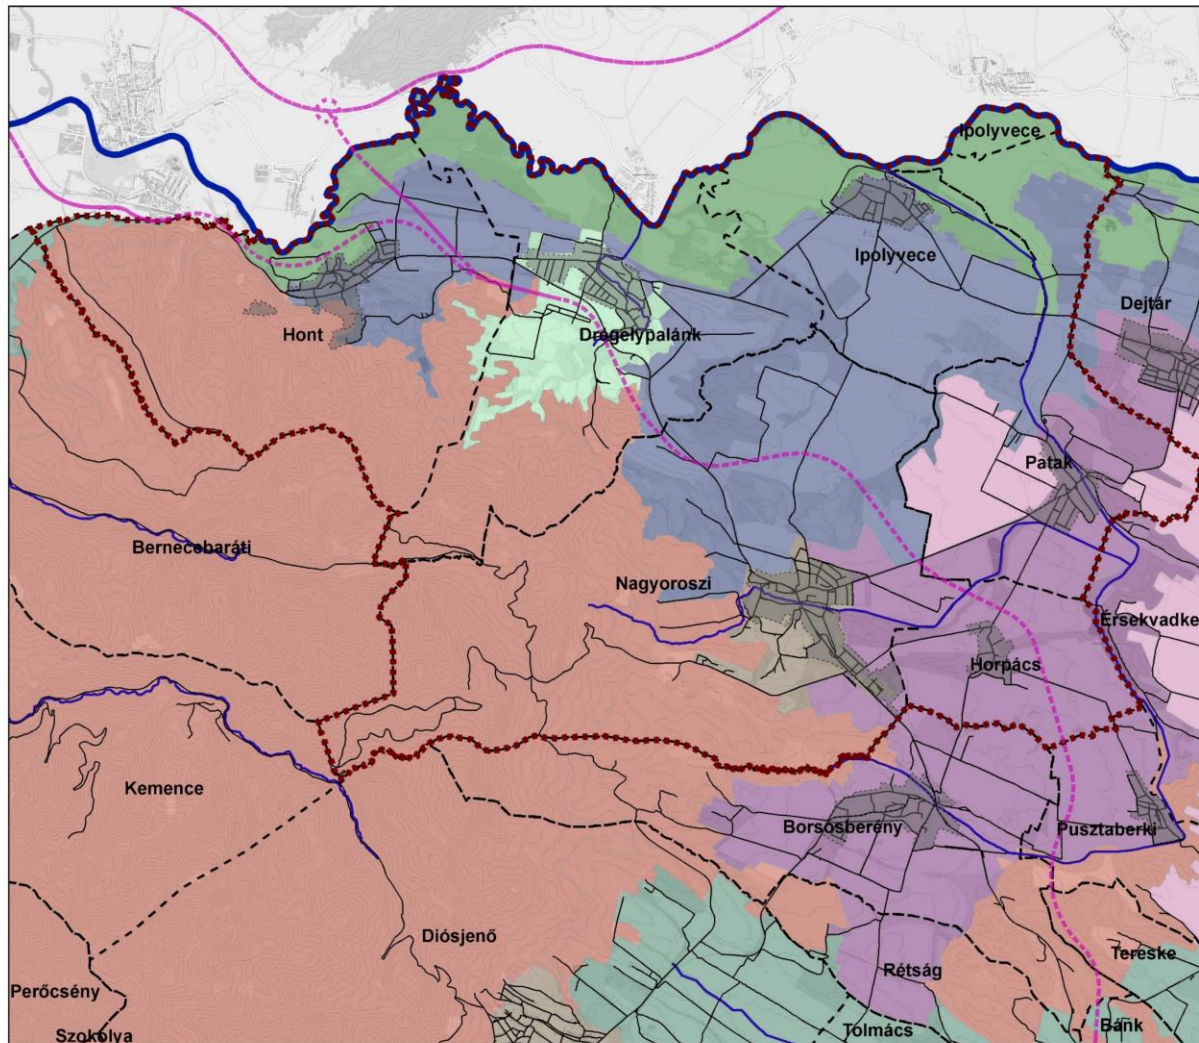 Ipolyvece
Ipolyvece
Dejtár
Hont
Drégelypalánk
Patak
Bernecebaráti
Nagyoroszi
Érsekvadke
Horpács
Kemence
Borsosberény
Pusztaberki
Diósjenő
Tereske
Rétság
Perőcsény
Bánk
Szokolya
Tolmács